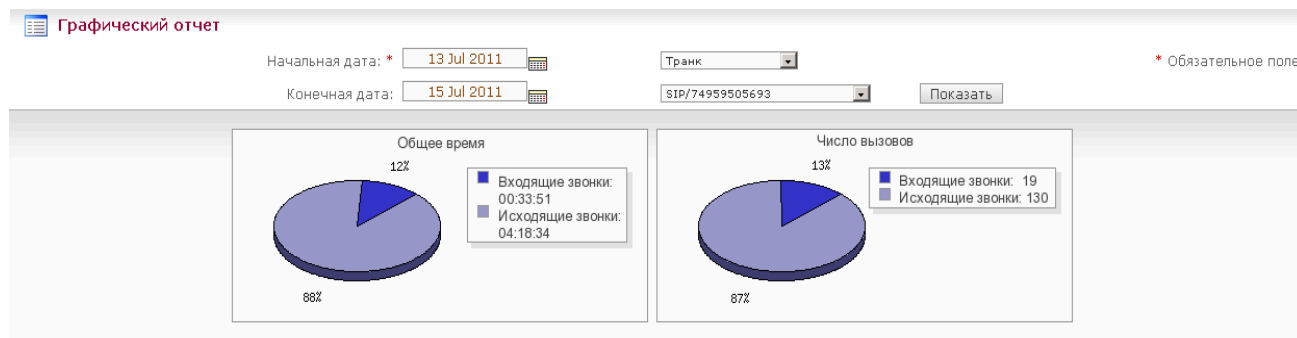 Графический отчет
Начальная дата: * 13 Jul 2011 Транк * Обязательное поле
Конечная дата: 15 Jul 2011 SIP/74959505693 Показать
Общее время
12%
Входящие звонки:
00:33:51
Исходящие звонки:
04:18:34
88%
Число вызовов
13%
Входящие звонки: 19
Исходящие звонки: 130
87%